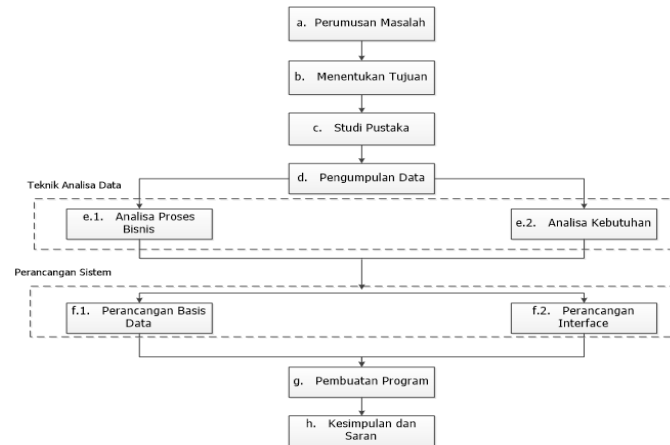 a. Perumusan Masalah
b. Menentukan Tujuan
c. Studi Pustaka
d. Pengumpulan Data
Teknik Analisa Data
e.1. Analisa Proses
Bisnis
e.2. Analisa Kebutuhan
Perancangan Sistem
f.1. Perancangan Basis
Data
f.2. Perancangan
Interface
g. Pembuatan Program
h. Kesimpulan dan
Saran